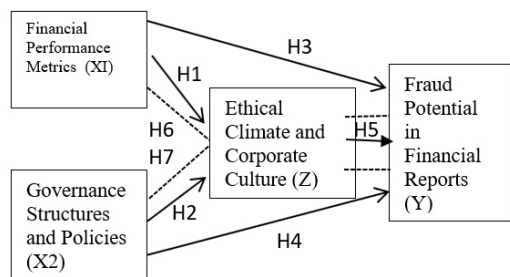 Financial
Performance
Metrics (XI)
H3
H1
Fraud
Potential
in
Financial
Reports
(Y)
Ethical
Climate and
Corporate
Culture (Z)
H5
H6
H7
Governance
Structures
and Policies
(X2)
H2
H4